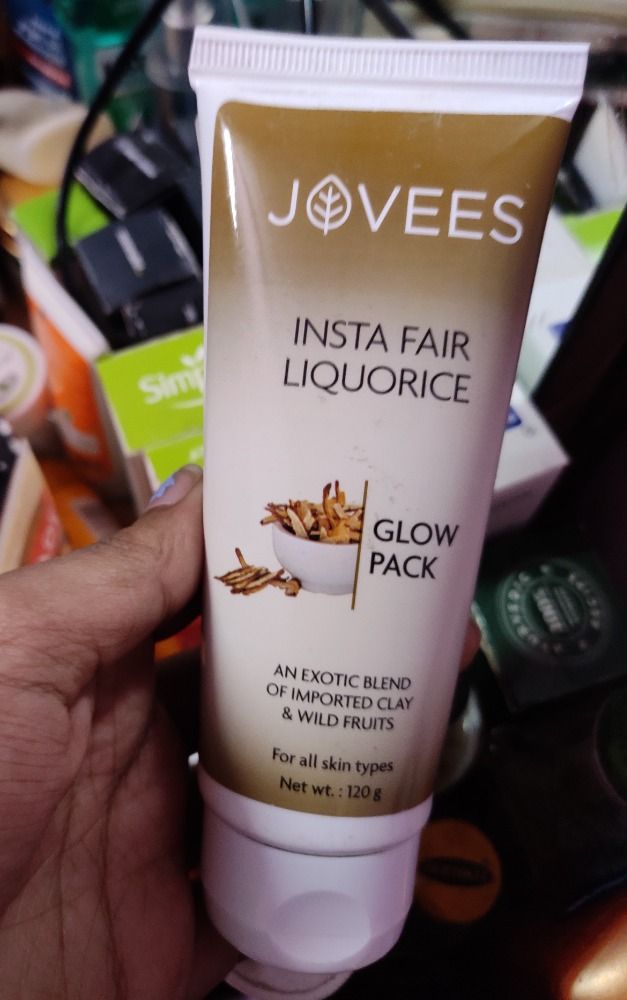 JOVEES
INSTA FAIR
LIQUORICE
GLOW
PACK
AN EXOTIC BLEND
OF IMPORTED CLAY
& WILD FRUITS
For all skin types
Net wt. : 120 g